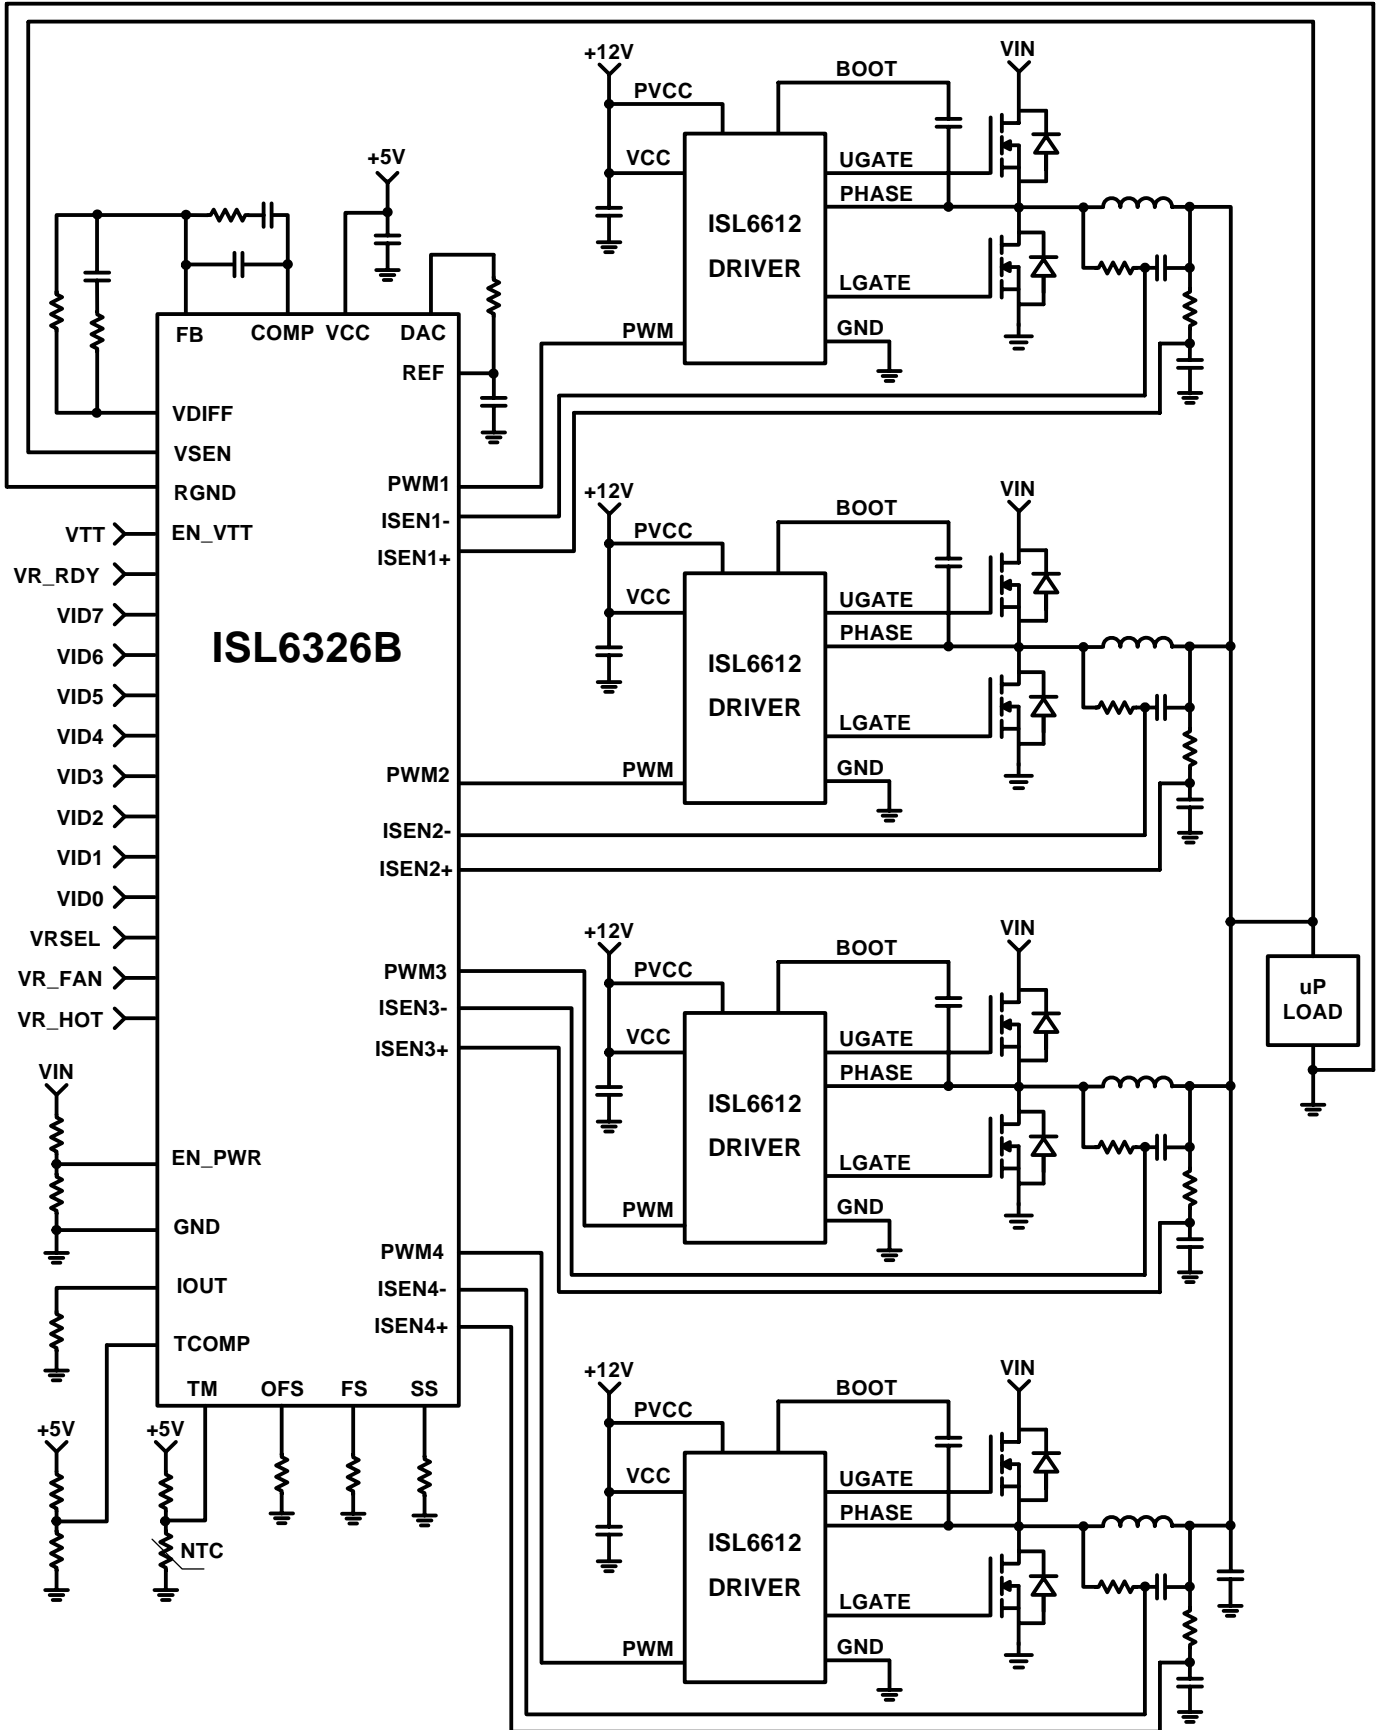 +12V
PVCC
BOOT
VIN
VCC
UGATE
PHASE
ISL6612
DRIVER
LGATE
PWM
GND
+5V
FB
COMP
VCC
DAC
REF
VDIFF
VSEN
RGND
EN_VTT
VTT
VR_RDY
VID7
VID6
VID5
VID4
VID3
VID2
VID1
VID0
VRSEL
VR_FAN
VR_HOT
ISL6326B
PWM1
ISEN1-
ISEN1+
PWM2
ISEN2-
ISEN2+
PWM3
ISEN3-
ISEN3+
PWM4
ISEN4-
ISEN4+
VIN
EN_PWR
GND
IOUT
TCOMP
TM
OFS
FS
SS
+5V
+5V
NTC
+12V
PVCC
BOOT
VIN
VCC
UGATE
PHASE
ISL6612
DRIVER
LGATE
PWM
GND
+12V
PVCC
BOOT
VIN
VCC
UGATE
PHASE
ISL6612
DRIVER
LGATE
PWM
GND
uP
LOAD
+12V
PVCC
BOOT
VIN
VCC
UGATE
PHASE
ISL6612
DRIVER
LGATE
PWM
GND